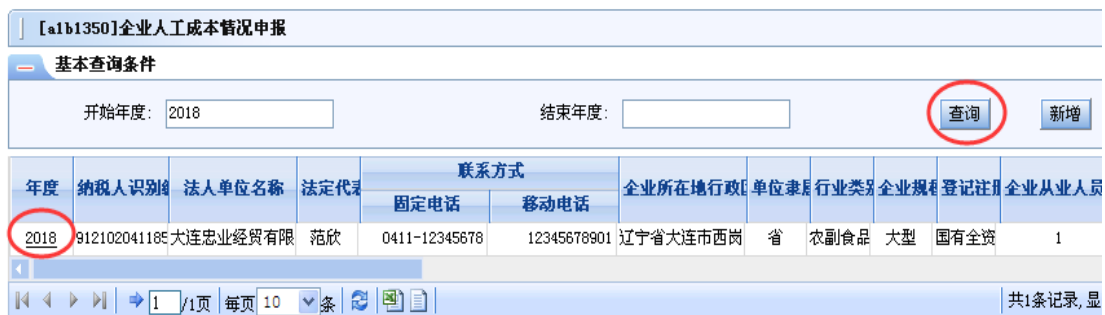 [a1b1350]企业人工成本情况申报
基本查询条件
开始年度: 2018 结束年度: 查询 新增
年度 纳税人识别 法人单位名称 法定代表 联系方式 企业所在地行政区 单位隶属 行业类别 企业规模 登记注册 企业从业人员
固定电话 移动电话
2018 912102041185 大连忠业经贸有限 范欣 0411-12345678 12345678901 辽宁省大连市西岗 省 农副食品 大型 国有全资 1
1 /1页 每页 10 条 共1条记录,显